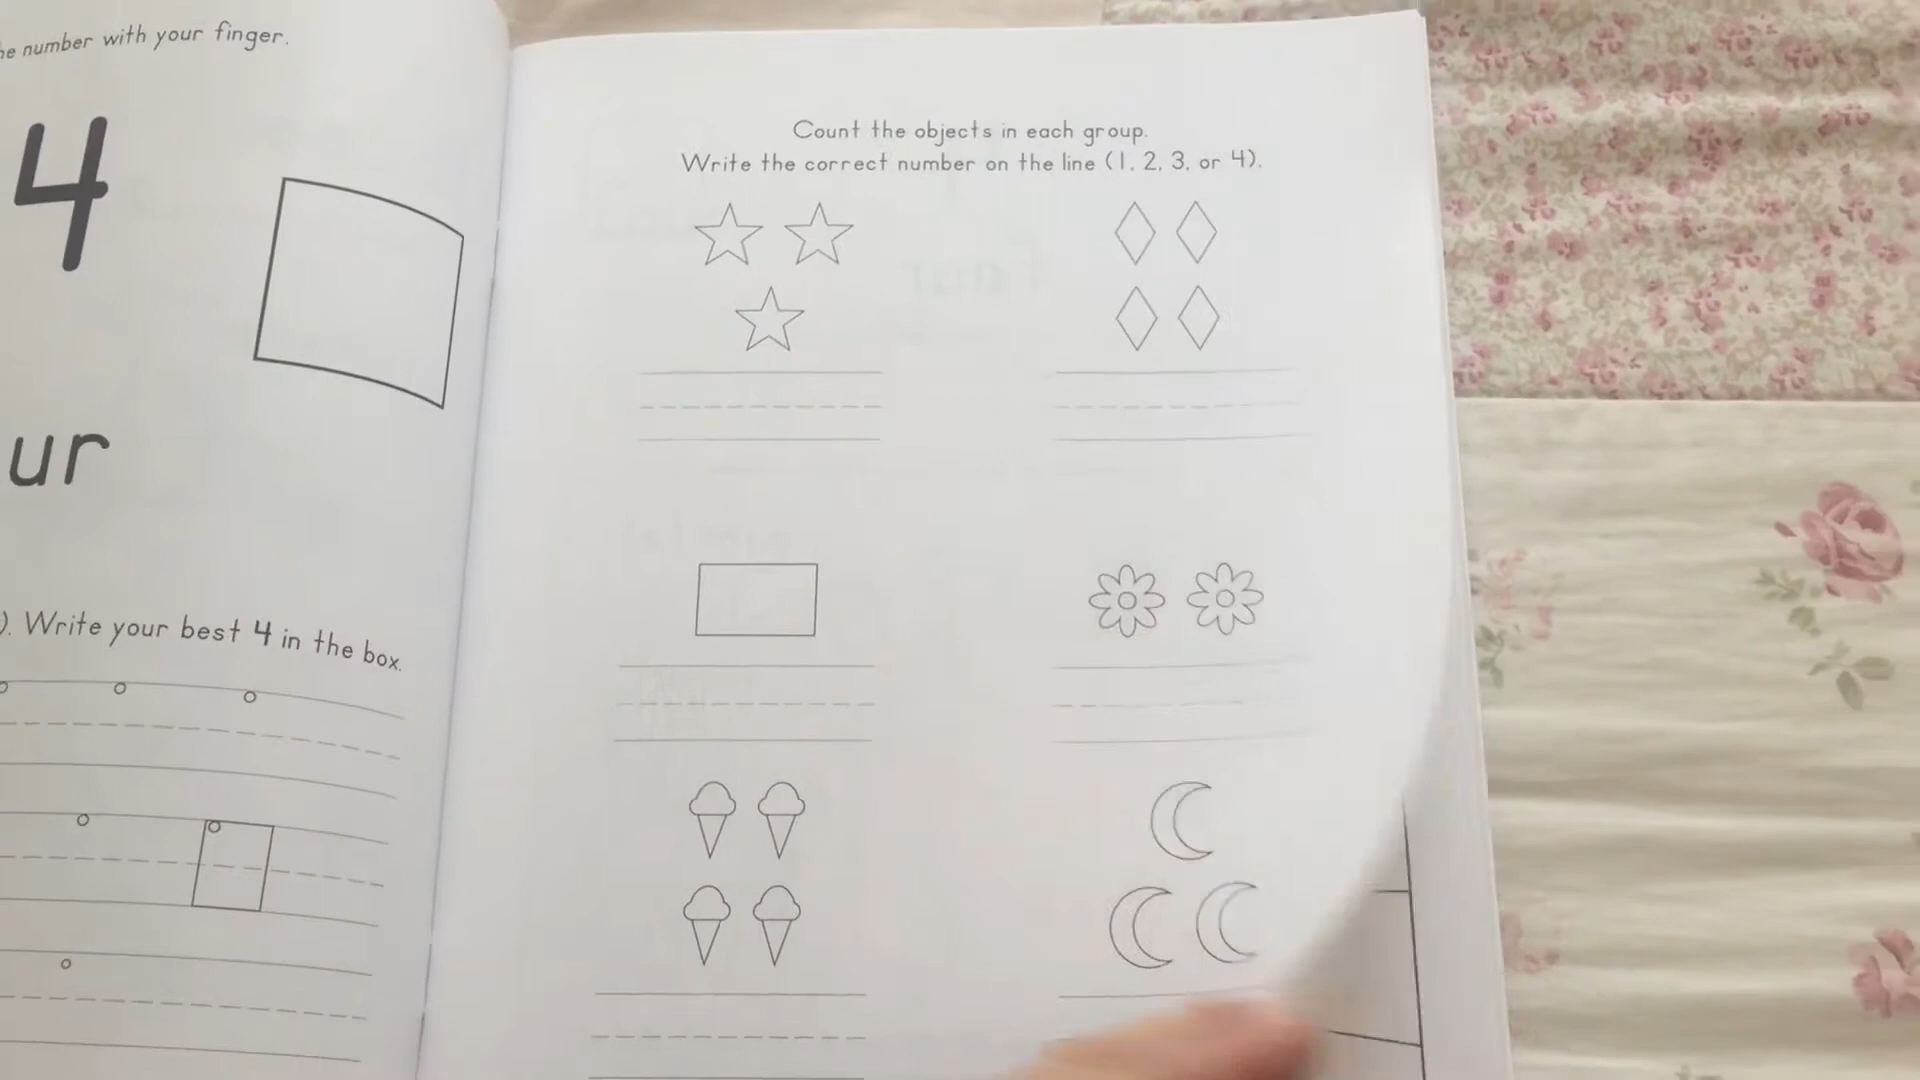 he number with your finger.
4
ur
). Write your best 4 in the box.
Count the objects in each group.
Write the correct number on the line (1, 2, 3, or 4).